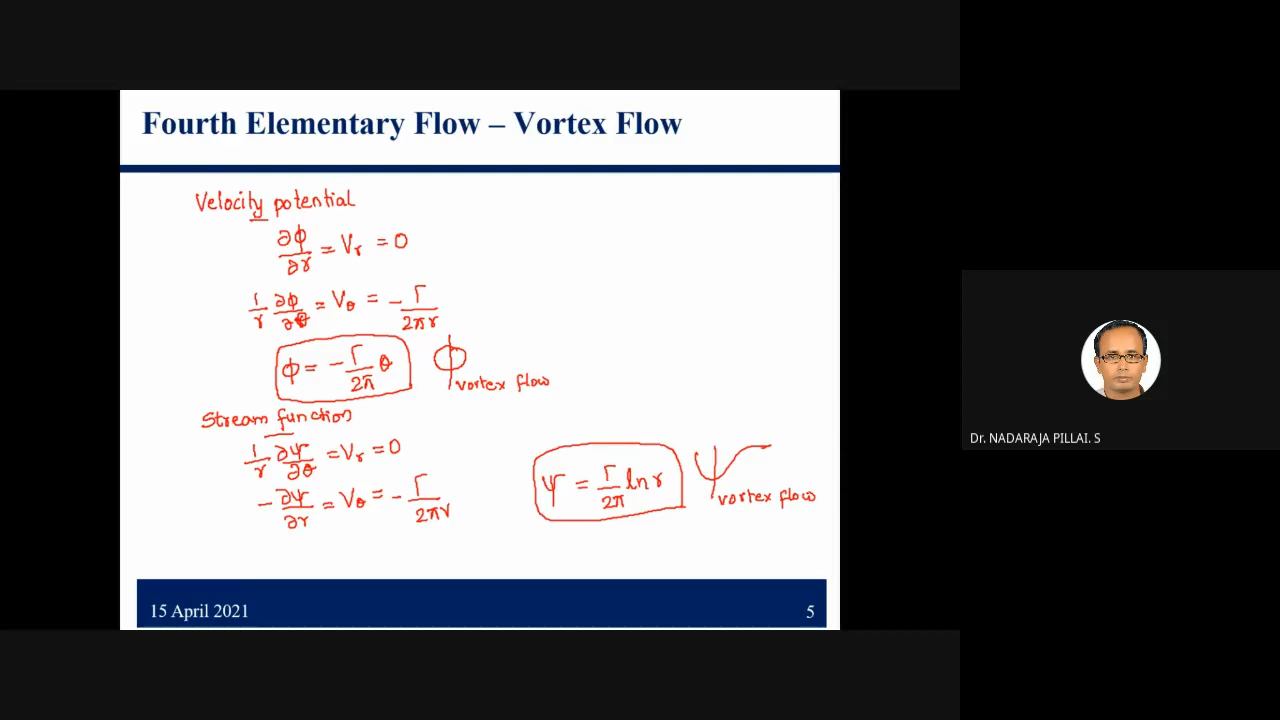 Fourth Elementary Flow – Vortex Flow
Velocity potential
∂ϕ/∂r = Vr = 0
1/r ∂ϕ/∂θ = Vθ = - Γ/2πr
ϕ = - Γ/2π θ
ϕ vortex flow
Stream function
1/r ∂ψ/∂θ = Vr = 0
- ∂ψ/∂r = Vθ = - Γ/2πr
ψ = Γ/2π ln r
ψ vortex flow
15 April 2021
5
Dr. NADARAJA PILLAI. S